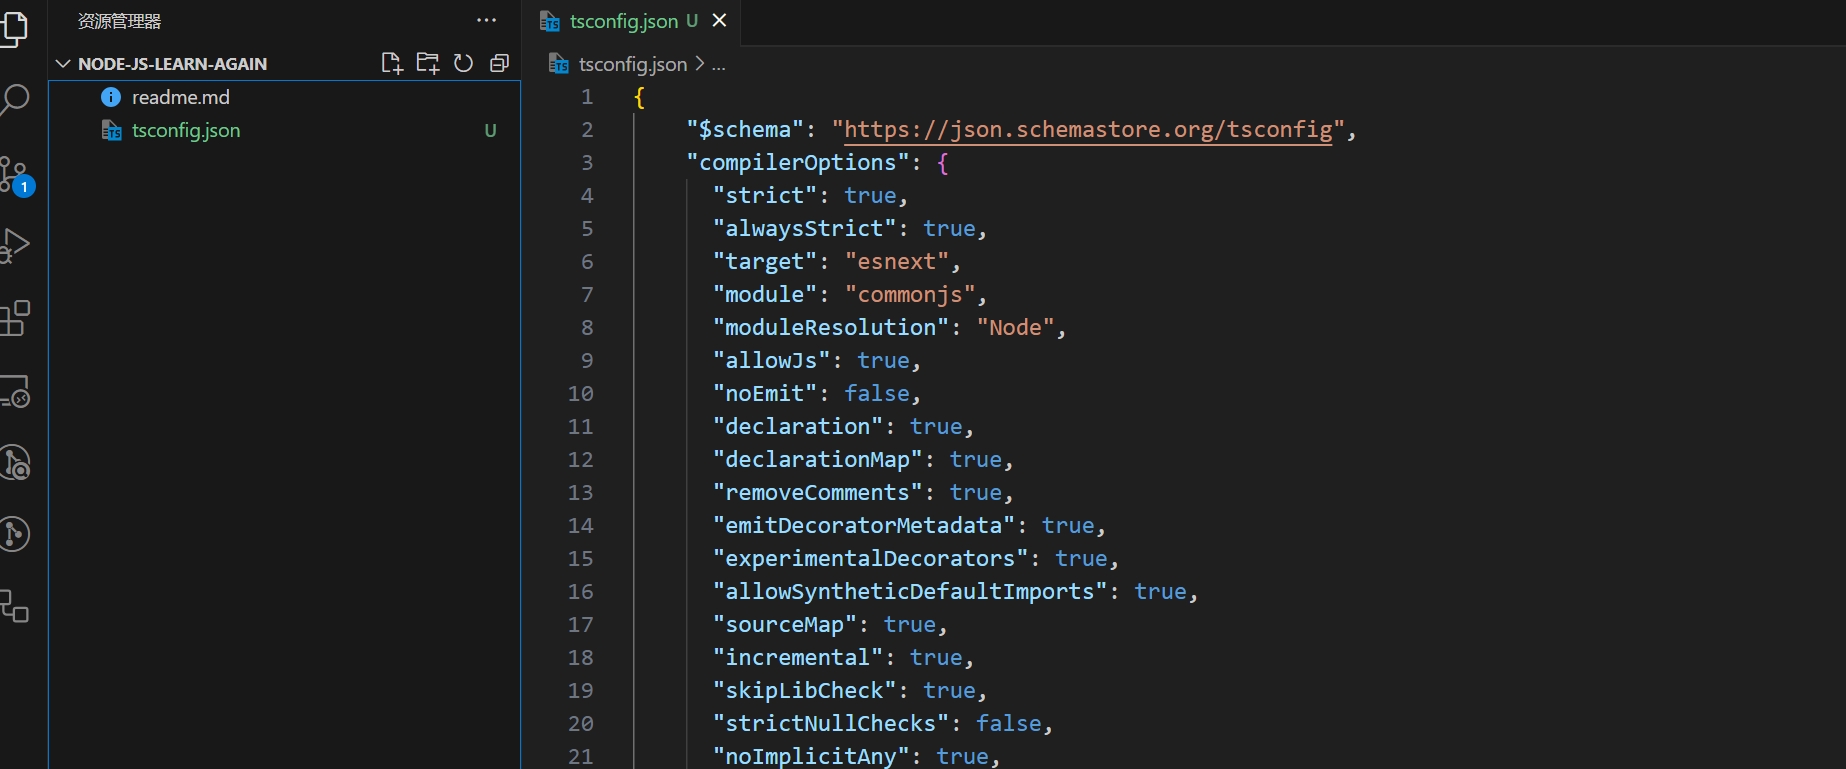 资源管理器
NODE-JS-LEARN-AGAIN
readme.md
tsconfig.json U
1
tsconfig.json U
tsconfig.json > ...
1 {
2 "$schema": "https://json.schemastore.org/tsconfig",
3 "compilerOptions": {
4 "strict": true,
5 "alwaysStrict": true,
6 "target": "esnext",
7 "module": "commonjs",
8 "moduleResolution": "Node",
9 "allowJs": true,
10 "noEmit": false,
11 "declaration": true,
12 "declarationMap": true,
13 "removeComments": true,
14 "emitDecoratorMetadata": true,
15 "experimentalDecorators": true,
16 "allowSyntheticDefaultImports": true,
17 "sourceMap": true,
18 "incremental": true,
19 "skipLibCheck": true,
20 "strictNullChecks": false,
21 "noImplicitAny": true,